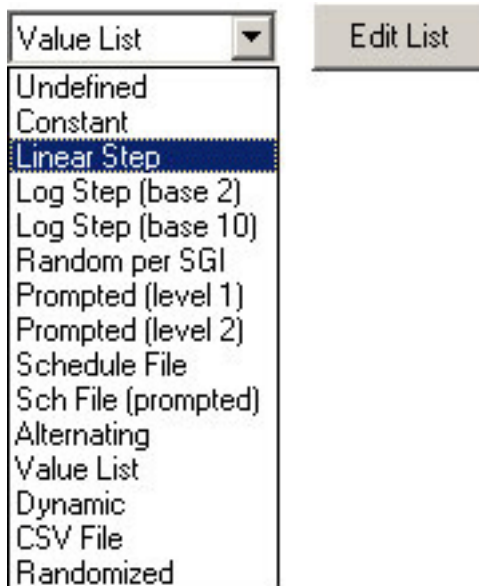 Value List
Edit List
Undefined
Constant
Linear Step
Log Step (base 2)
Log Step (base 10)
Random per SGI
Prompted (level 1)
Prompted (level 2)
Schedule File
Sch File (prompted)
Alternating
Value List
Dynamic
CSV File
Randomized